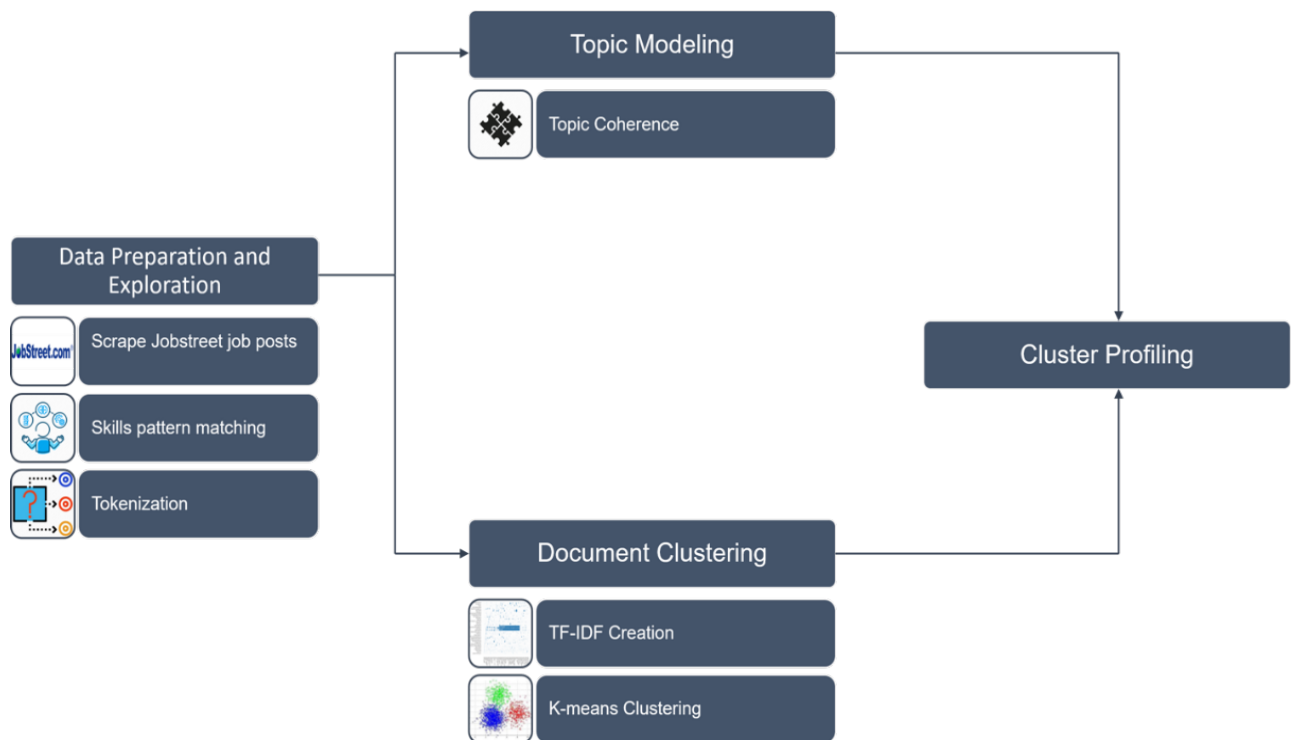 Topic Modeling
Topic Coherence
Data Preparation and
Exploration
JobStreet.com
Scrape Jobstreet job posts
Skills pattern matching
?
Tokenization
Cluster Profiling
Document Clustering
TF-IDF Creation
K-means Clustering